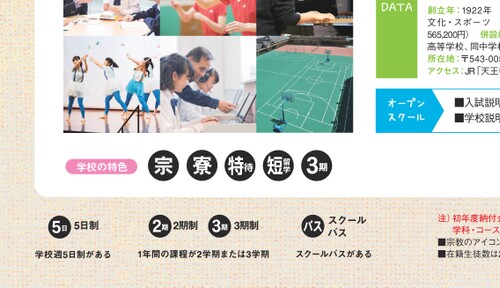 DATA
創立年：1922年
文化・スポーツ
565,200円） 併設
高等学校、同中学
所在地：〒543-00
アクセス：JR「天王
オープン
スクール
■入試説明
■学校説明
学校の特色
宗 寮 特待 短留学 3期
5日 5日制
2期 2期制 3期 3期制
バス スクール
バス
学校週5日制がある
1年間の課程が2学期または3学期
スクールバスがある
注）初年度納付
学科・コース
■宗教のアイコン
■在籍生徒数は